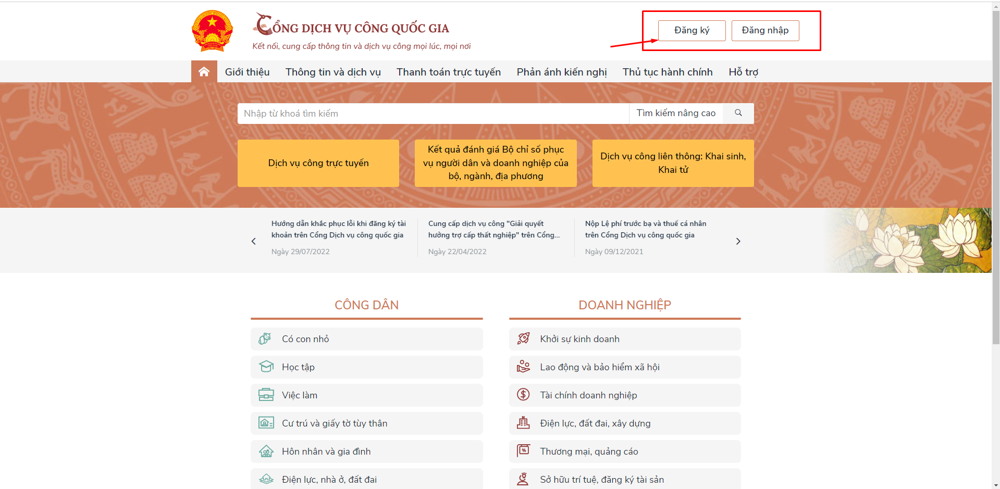 CỔNG DỊCH VỤ CÔNG QUỐC GIA
Kết nối, cung cấp thông tin và dịch vụ công mọi lúc, mọi nơi
Đăng ký
Đăng nhập
Giới thiệu
Thông tin và dịch vụ
Thanh toán trực tuyến
Phản ánh kiến nghị
Thủ tục hành chính
Hỗ trợ
Nhập từ khoá tìm kiếm
Tìm kiếm nâng cao
Dịch vụ công trực tuyến
Kết quả đánh giá Bộ chỉ số phục
vụ người dân và doanh nghiệp của
bộ, ngành, địa phương
Dịch vụ công liên thông: Khai sinh,
Khai tử
Hướng dẫn khắc phục lỗi khi đăng ký tài
khoản trên Cổng Dịch vụ công quốc gia
Ngày 29/07/2022
Cung cấp dịch vụ công "Giải quyết
hưởng trợ cấp thất nghiệp" trên Cổng...
Ngày 22/04/2022
Nộp Lệ phí trước bạ và thuế cá nhân
trên Cổng Dịch vụ công quốc gia
Ngày 09/12/2021
CÔNG DÂN
Có con nhỏ
Học tập
Việc làm
Cư trú và giấy tờ tùy thân
Hôn nhân và gia đình
Điện lực, nhà ở, đất đai
DOANH NGHIỆP
Khởi sự kinh doanh
Lao động và bảo hiểm xã hội
Tài chính doanh nghiệp
Điện lực, đất đai, xây dựng
Thương mại, quảng cáo
Sở hữu trí tuệ, đăng ký tài sản